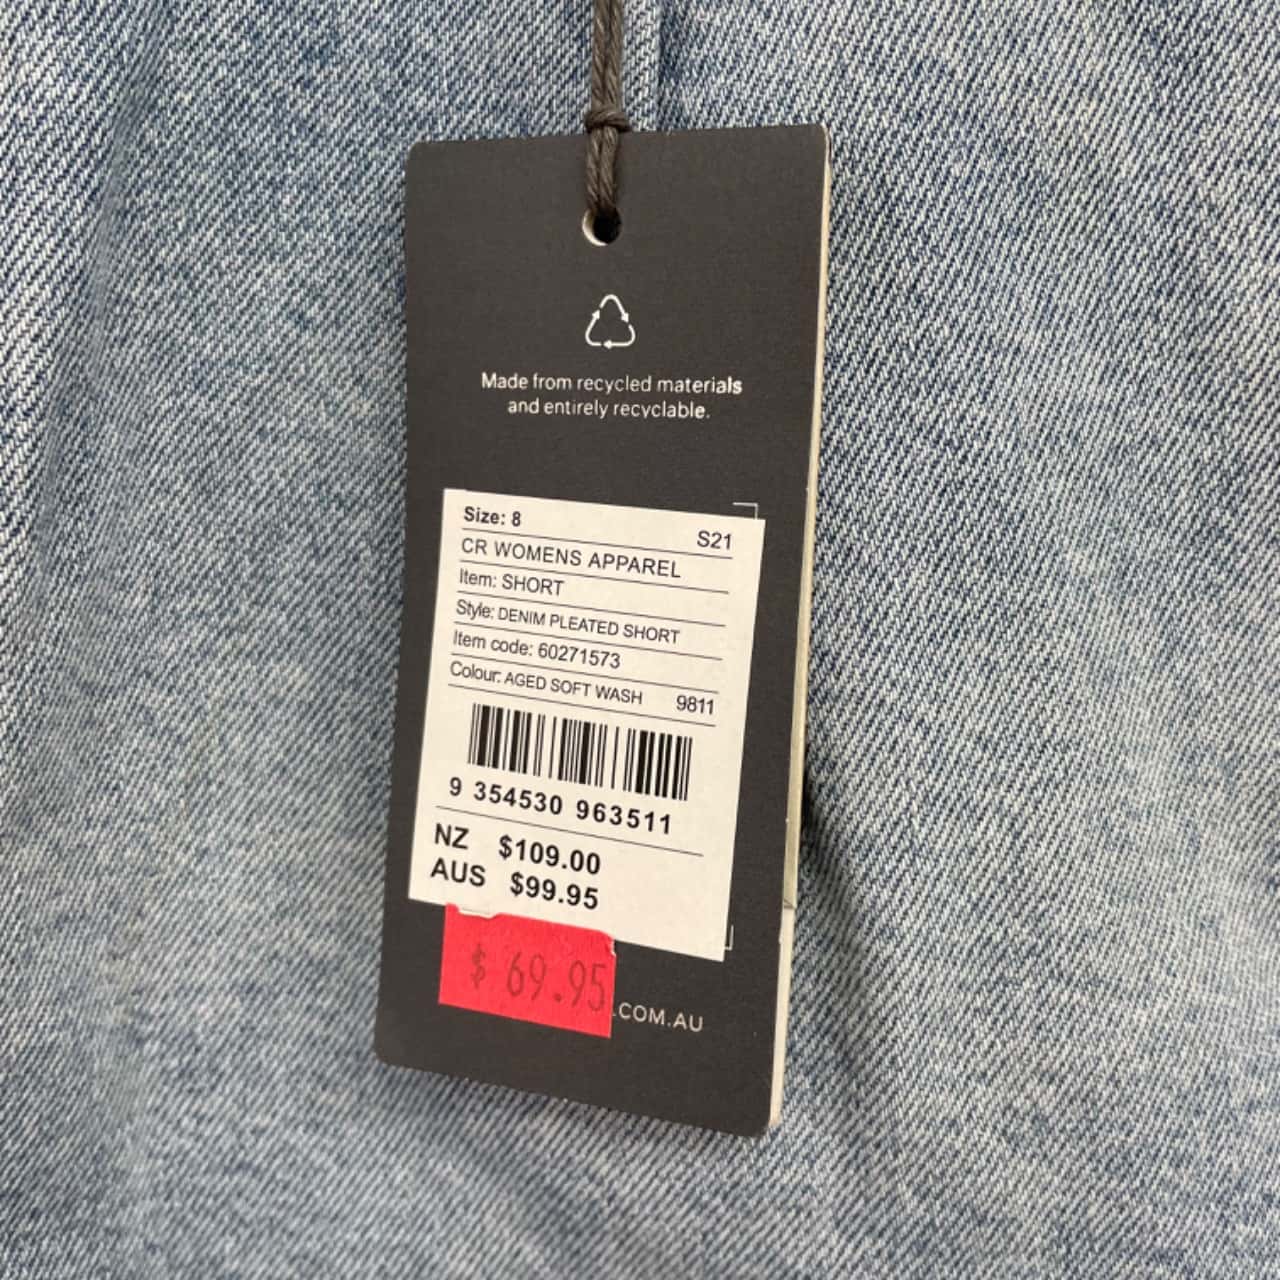 Made from recycled materials
and entirely recyclable.
Size: 8 S21
CR WOMENS APPAREL
Item: SHORT
Style: DENIM PLEATED SHORT
Item code: 60271573
Colour: AGED SOFT WASH 9811
9 354530 963511
NZ $109.00
AUS $99.95
$ 69.95
.COM.AU